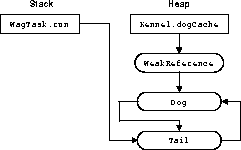 Stack
Heap
WagTask.run
Kennel.dogCache
WeakReference
Dog
Tail